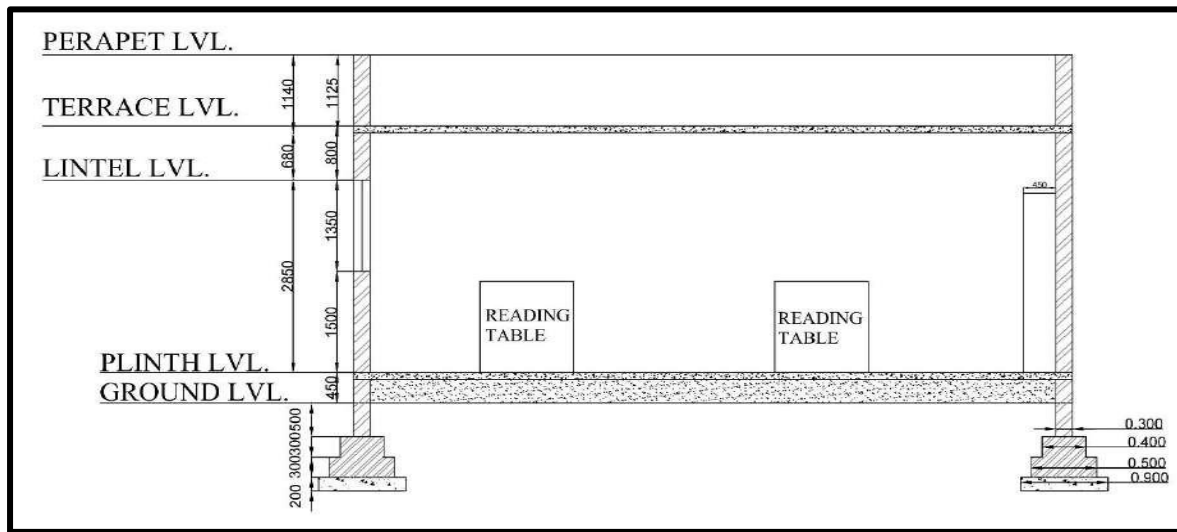 PERAPET LVL.
1140
1125
TERRACE LVL.
680
800
LINTEL LVL.
450
1350
2850
READING
TABLE
READING
TABLE
1500
PLINTH LVL.
450
GROUND LVL.
500
300
300
200
0.300
0.400
0.500
0.900